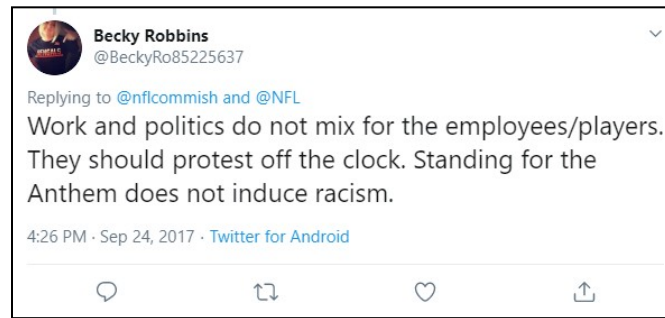 Becky Robbins
@BeckyRo85225637
Replying to @nflcommish and @NFL
Work and politics do not mix for the employees/players.
They should protest off the clock. Standing for the
Anthem does not induce racism.
4:26 PM · Sep 24, 2017 · Twitter for Android